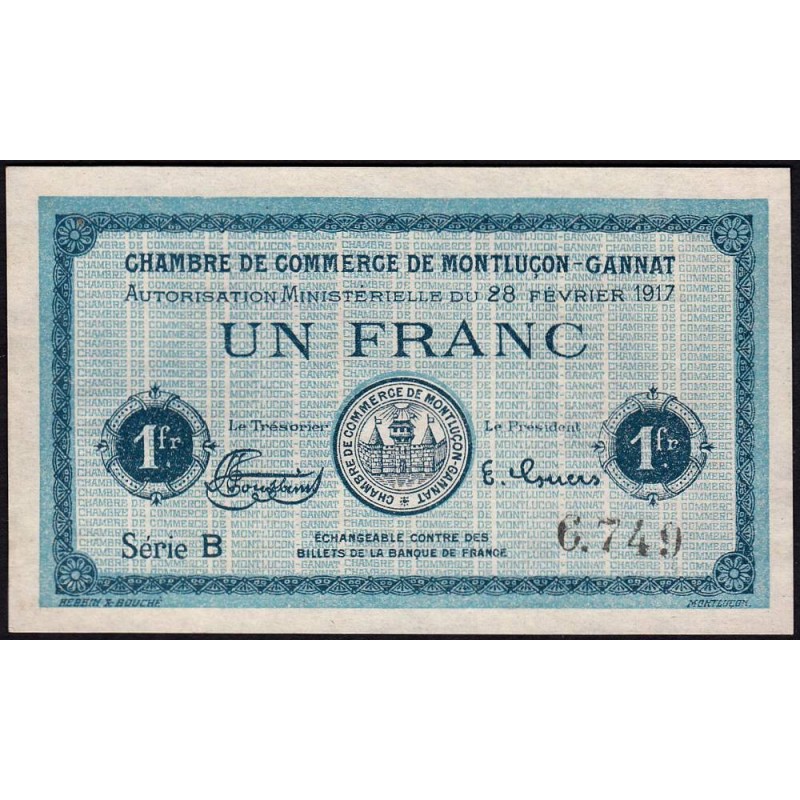 CHAMBRE DE COMMERCE DE MONTLUÇON-GANNAT
AUTORISATION MINISTÉRIELLE DU 28 FÉVRIER 1917
UN FRANC
1fr
Le Trésorier
CHAMBRE DE COMMERCE DE MONTLUÇON-GANNAT
Le Président
1fr
Série B
ÉCHANGEABLE CONTRE DES
BILLETS DE LA BANQUE DE FRANCE
6.749
& BOUCHÉ
MONTLUÇON.